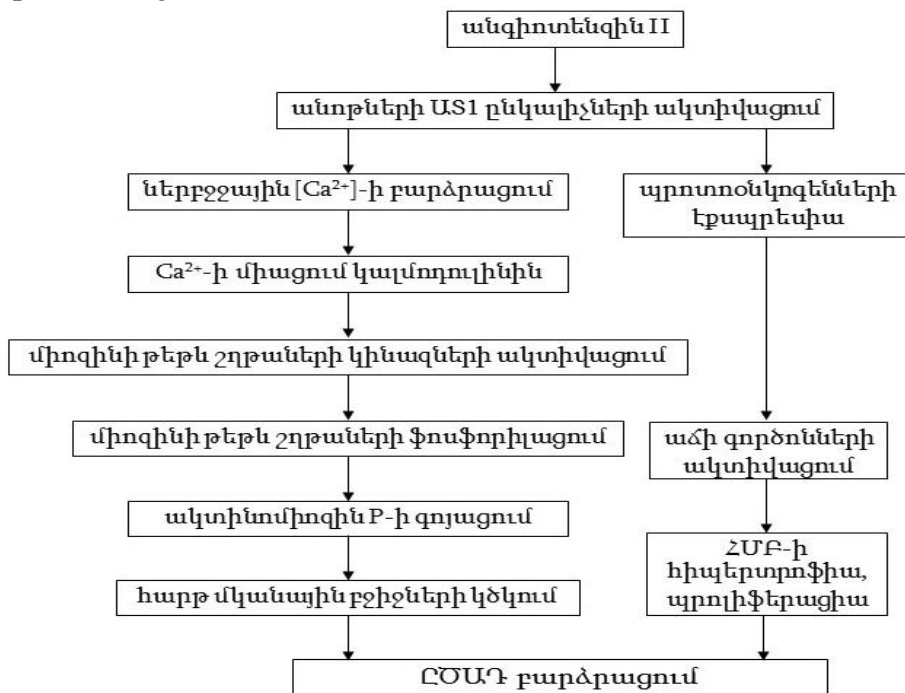 անգիոտենզին II
անոթների ԱՏ1 ընկալիչների ակտիվացում
ներբջջային [Ca²⁺]-ի բարձրացում
Ca²⁺-ի միացում կալմոդուլինին
միոզինի թեթև շղթաների կինազների ակտիվացում
միոզինի թեթև շղթաների ֆոսֆորիլացում
ակտինոմիոզին P-ի գոյացում
հարթ մկանային բջիջների կծկում
պրոտոօնկոգենների
էքսպրեսիա
աճի գործոնների
ակտիվացում
ՀՄԲ-ի
հիպերտրոֆիա,
պրոլիֆերացիա
ԸԾԱԴ բարձրացում